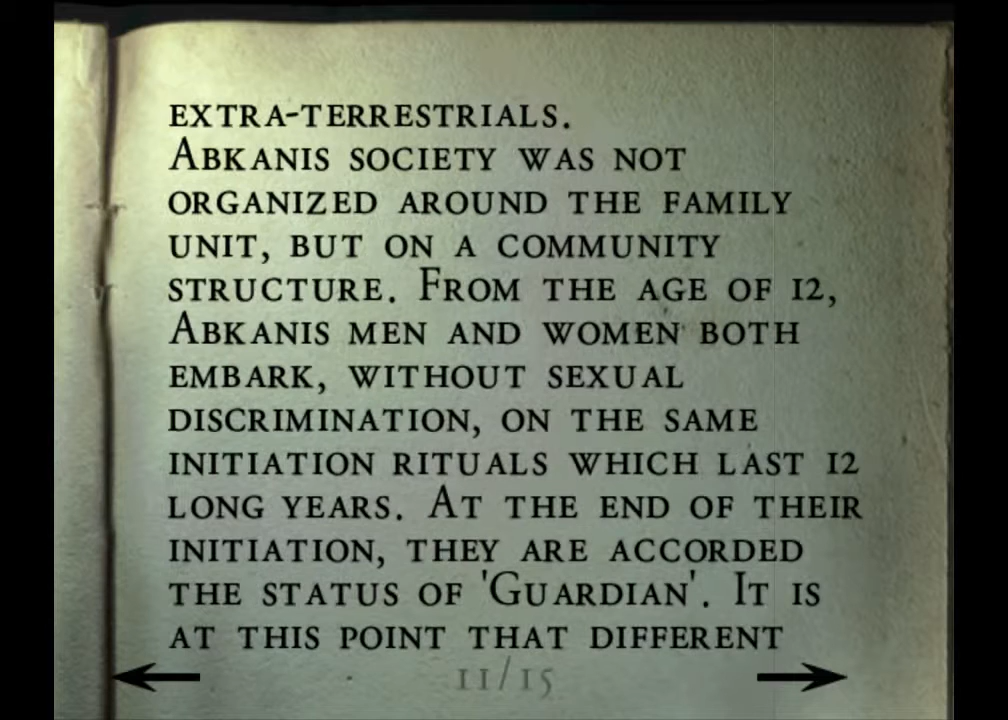 EXTRA-TERRESTRIALS.
ABKANIS SOCIETY WAS NOT
ORGANIZED AROUND THE FAMILY
UNIT, BUT ON A COMMUNITY
STRUCTURE. FROM THE AGE OF 12,
ABKANIS MEN AND WOMEN BOTH
EMBARK, WITHOUT SEXUAL
DISCRIMINATION, ON THE SAME
INITIATION RITUALS WHICH LAST 12
LONG YEARS. AT THE END OF THEIR
INITIATION, THEY ARE ACCORDED
THE STATUS OF 'GUARDIAN'. IT IS
AT THIS POINT THAT DIFFERENT
11/15